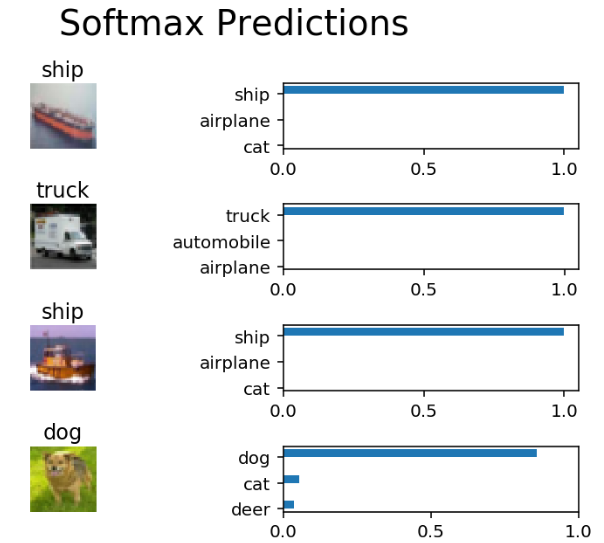 Softmax Predictions
ship
ship
airplane
cat
0.0 0.5 1.0
truck
truck
automobile
airplane
0.0 0.5 1.0
ship
ship
airplane
cat
0.0 0.5 1.0
dog
dog
cat
deer
0.0 0.5 1.0